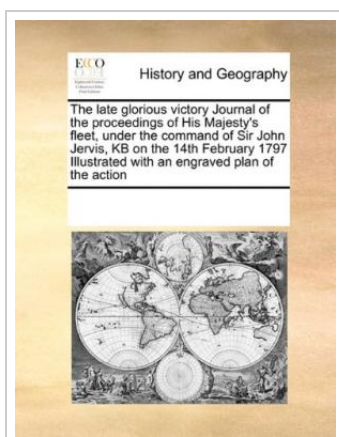 ECCO
History and Geography
The late glorious victory Journal of
the proceedings of His Majesty's
fleet, under the command of Sir John
Jervis, KB on the 14th February 1797
Illustrated with an engraved plan of
the action